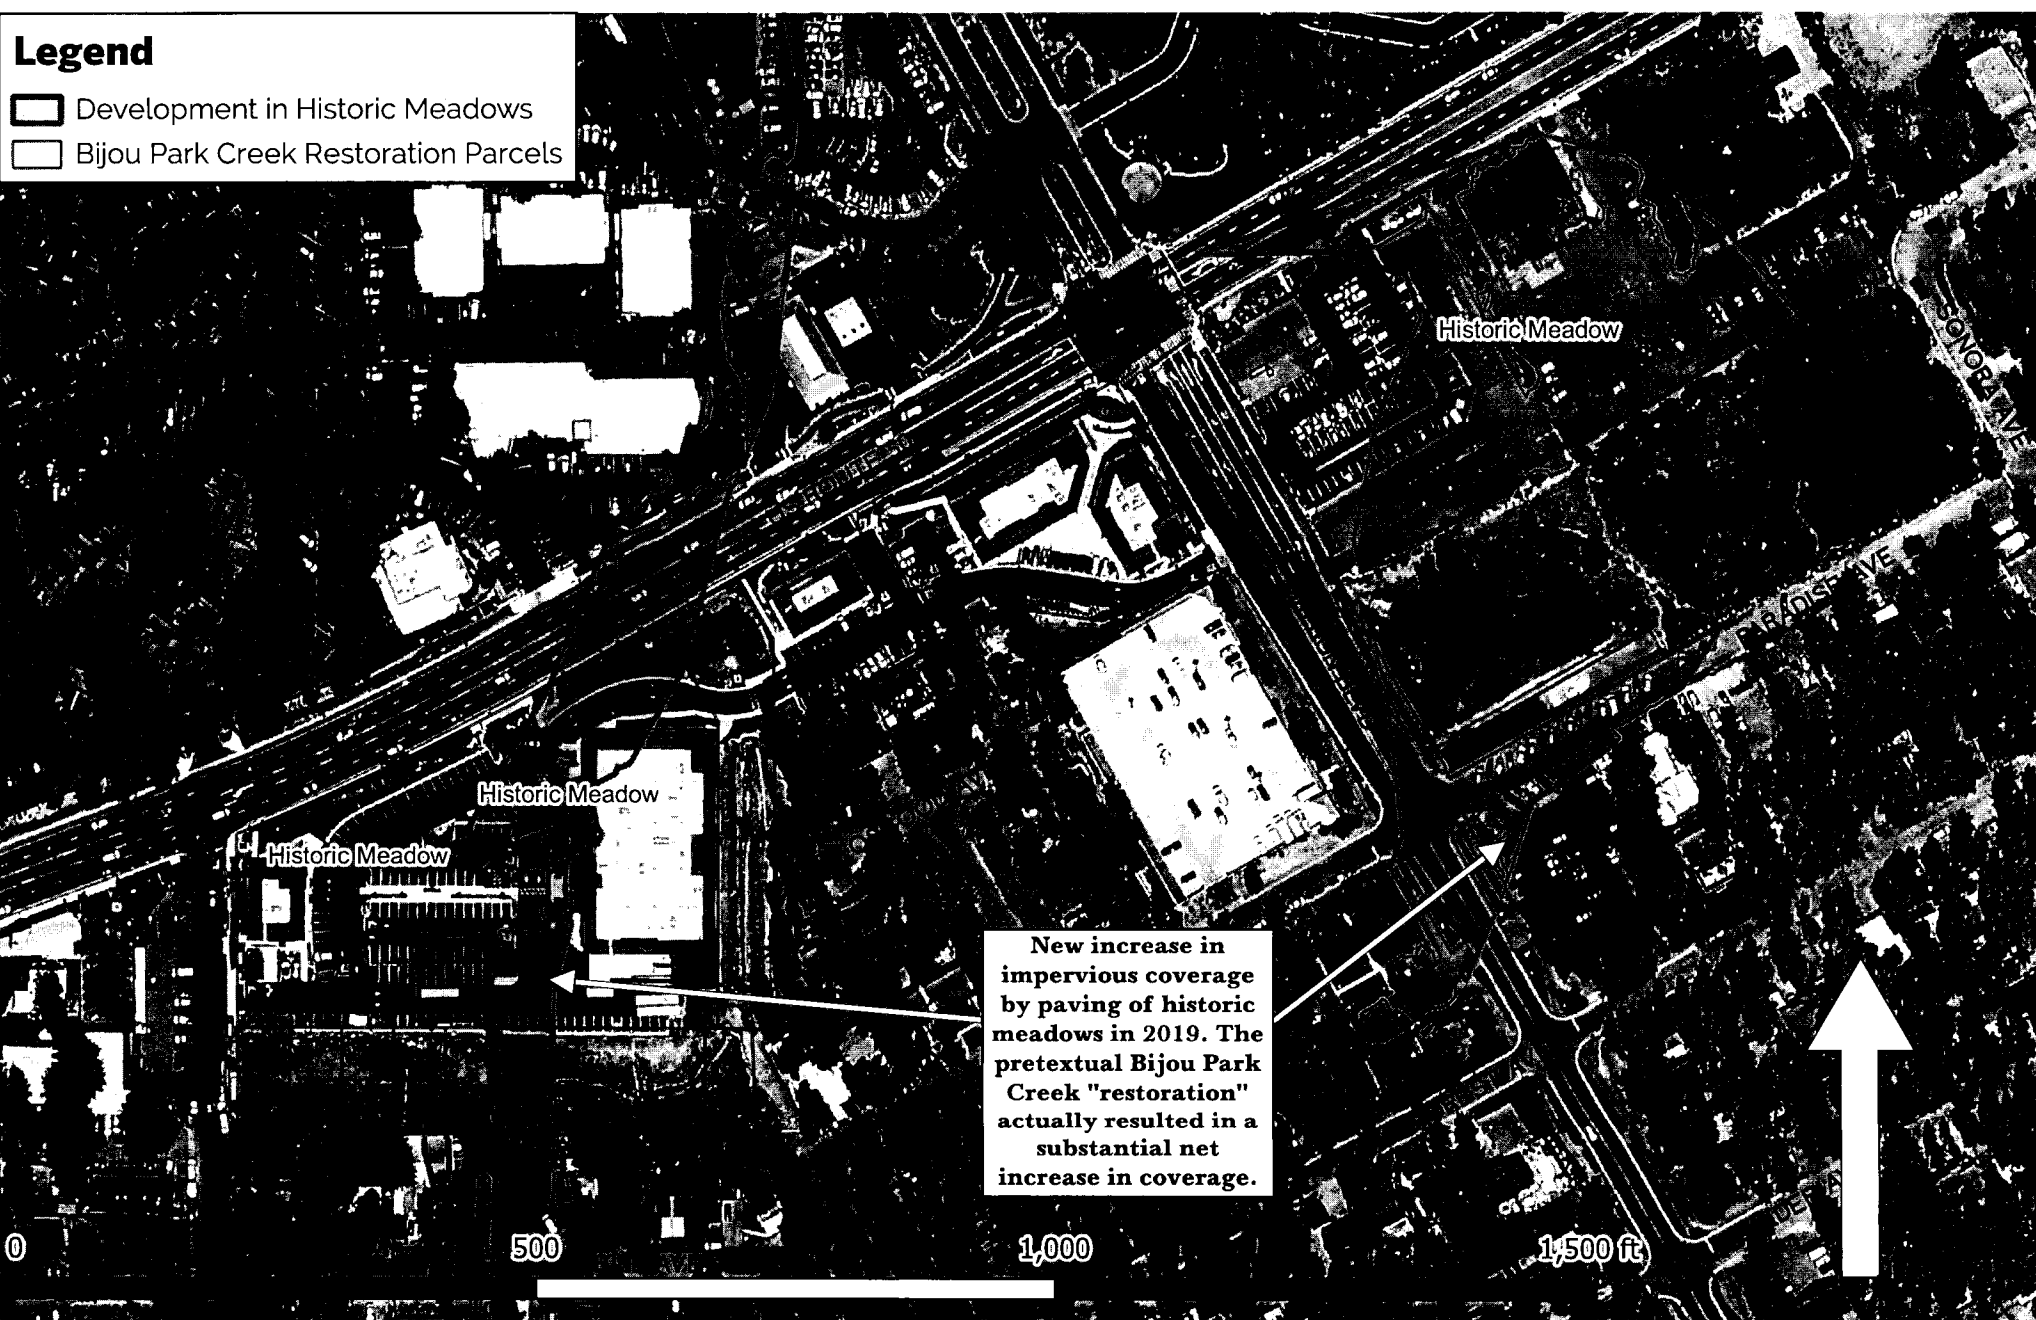 Legend
Development in Historic Meadows
Bijou Park Creek Restoration Parcels
Historic Meadow
SONORA AVE
PARADISE AVE
Historic Meadow
Historic Meadow
New increase in
impervious coverage
by paving of historic
meadows in 2019. The
pretextual Bijou Park
Creek "restoration"
actually resulted in a
substantial net
increase in coverage.
0
500
1,000
1,500 ft